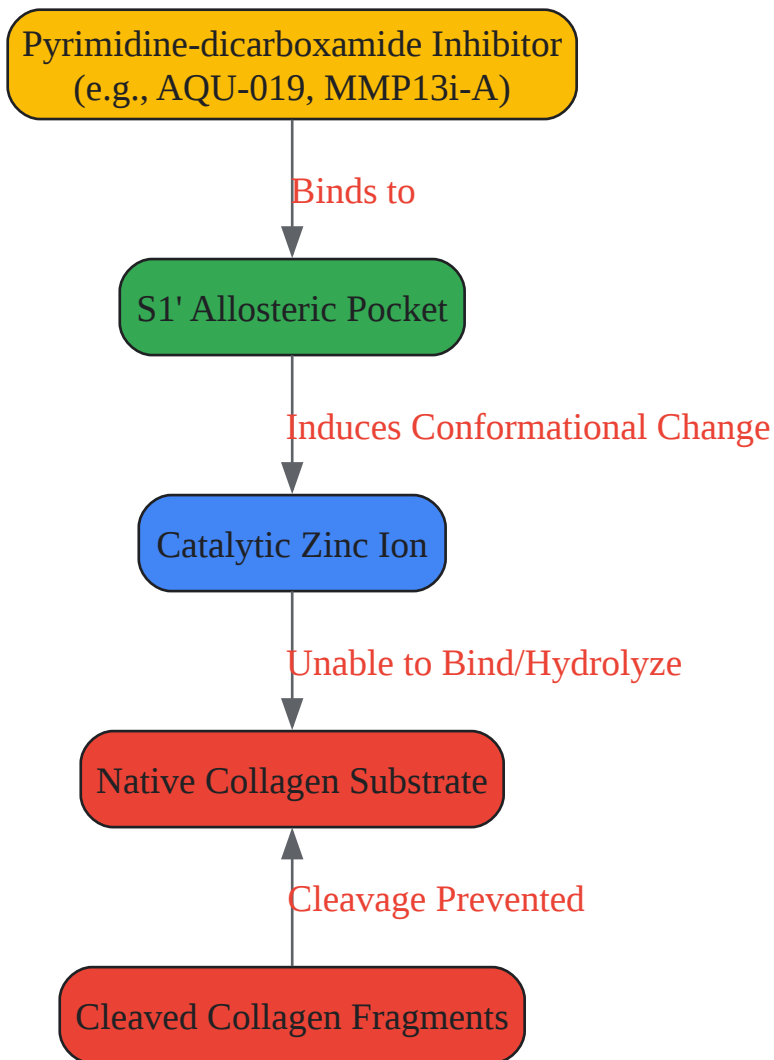 Pyrimidine-dicarboxamide Inhibitor
(e.g., AQU-019, MMP13i-A)
Binds to
S1' Allosteric Pocket
Induces Conformational Change
Catalytic Zinc Ion
Unable to Bind/Hydrolyze
Native Collagen Substrate
Cleavage Prevented
Cleaved Collagen Fragments